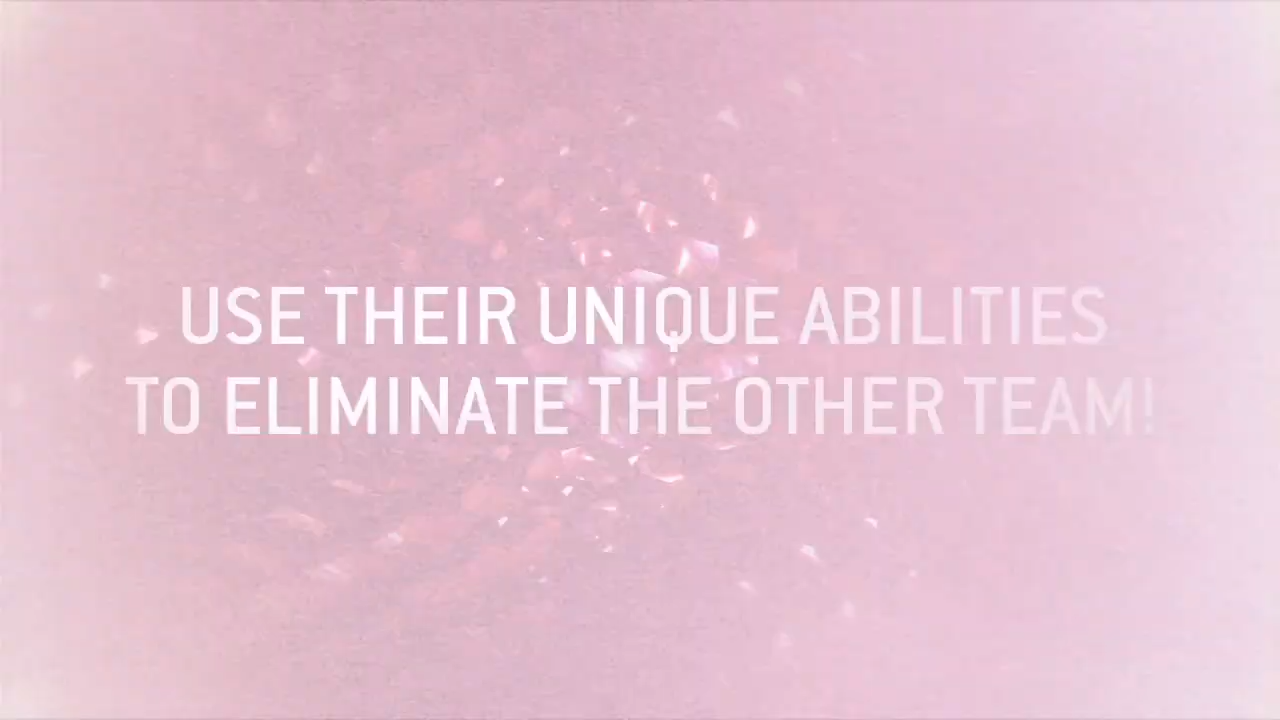 USE THEIR UNIQUE ABILITIES
TO ELIMINATE THE OTHER TEAM!